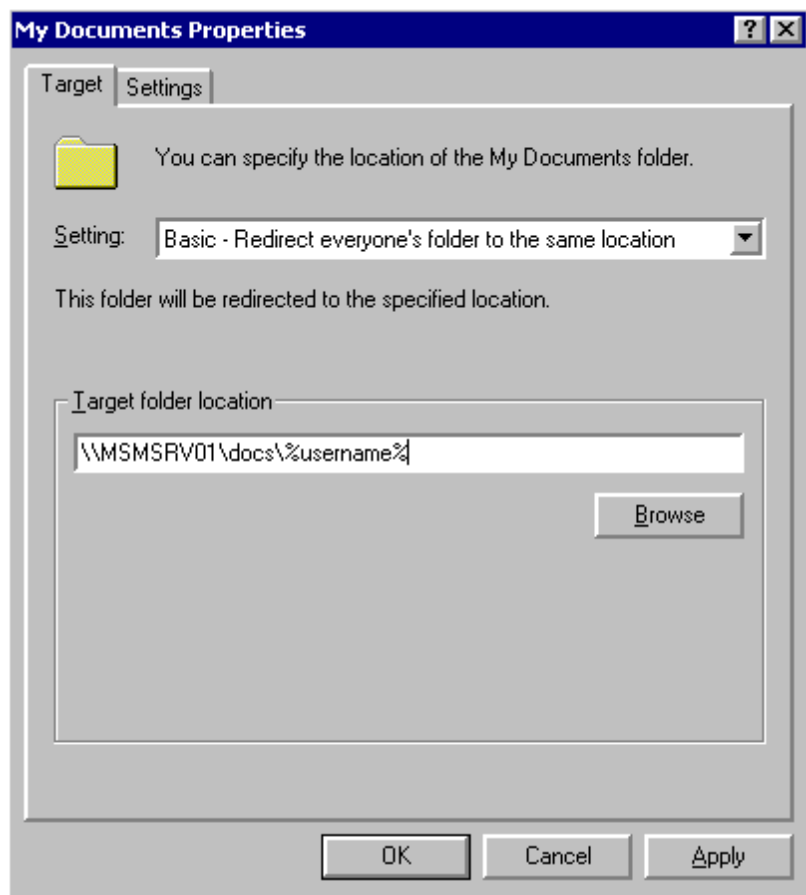 My Documents Properties
Target
Settings
You can specify the location of the My Documents folder.
Setting:
Basic - Redirect everyone's folder to the same location
This folder will be redirected to the specified location.
Target folder location
\\MSMSRV01\docs\%username%
Browse
OK
Cancel
Apply